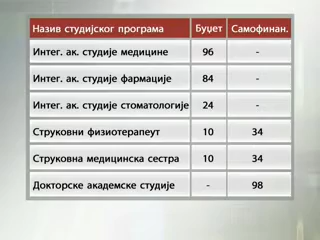 Назив студијског програма Буџет Самофинан.
Интег. ак. студије медицине 96 -
Интег. ак. студије фармације 84 -
Интег. ак. студије стоматологије 24 -
Струковни физиотерапеут 10 34
Струковна медицинска сестра 10 34
Докторске академске студије - 98